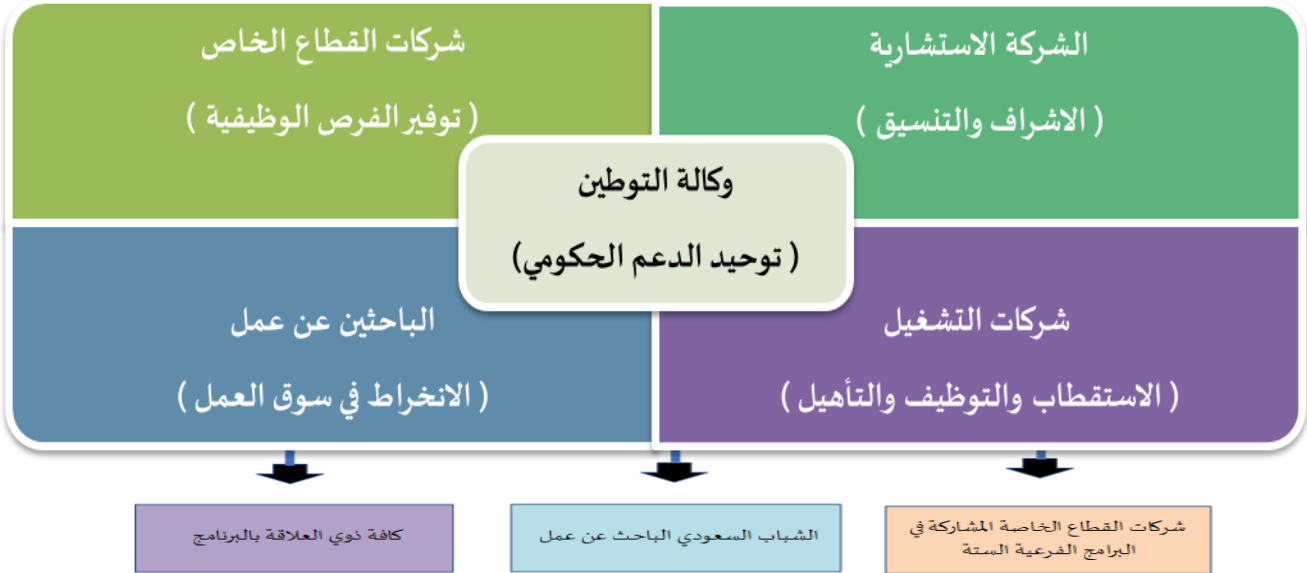 الشركة الاستشارية
( الاشراف والتنسيق )
شركات القطاع الخاص
( توفير الفرص الوظيفية )
وكالة التوطين
( توحيد الدعم الحكومي)
شركات التشغيل
( الاستقطاب والتوظيف والتأهيل )
الباحثين عن عمل
( الانخراط في سوق العمل )
شركات القطاع الخاصة المشاركة في
البرامج الفرعية الستة
الشباب السعودي الباحث عن عمل
كافة ذوي العلاقة بالبرنامج